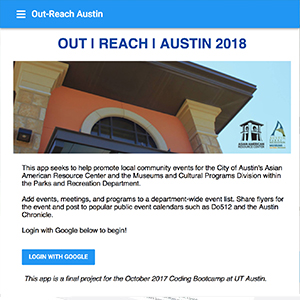 Out-Reach Austin
OUT | REACH | AUSTIN 2018
ASIAN AMERICAN
RESOURCE CENTER
This app seeks to help promote local community events for the City of Austin's Asian
American Resource Center and the Museums and Cultural Programs Division within
the Parks and Recreation Department.
Add events, meetings, and programs to a department-wide event list. Share flyers for
the event and post to popular public event calendars such as Do512 and the Austin
Chronicle.
Login with Google below to begin!
LOGIN WITH GOOGLE
This app is a final project for the October 2017 Coding Bootcamp at UT Austin.